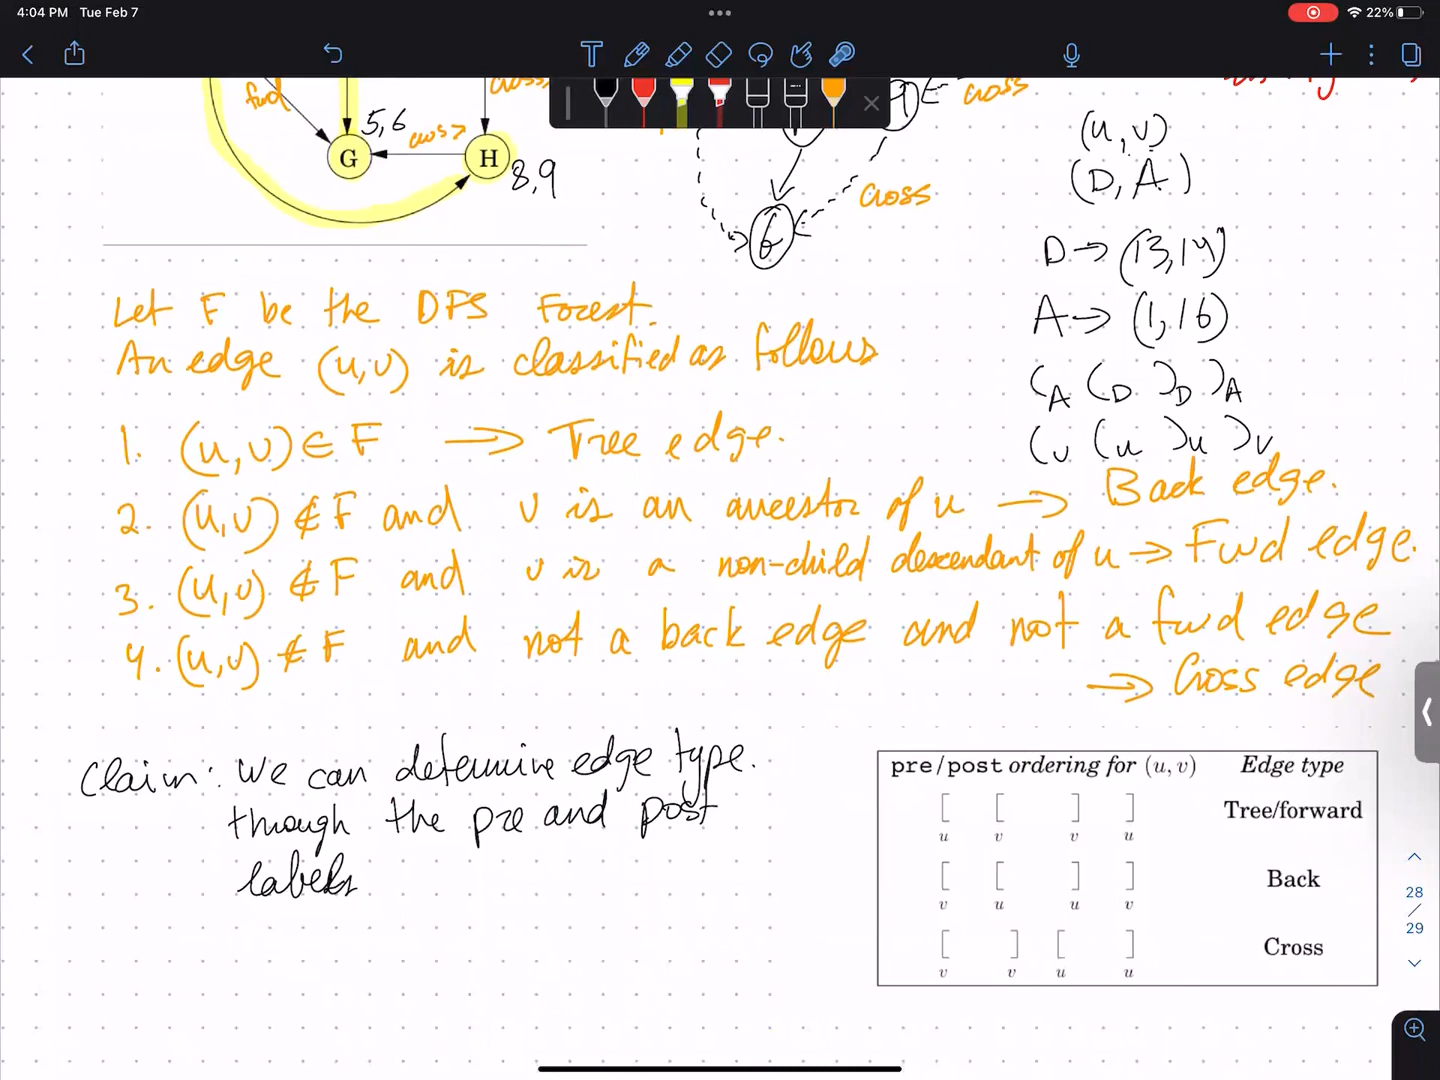 4:04 PM Tue Feb 7
22%
T
fwd
5,6
cross
cross
G
H
8,9
cross
cross
6
(u, v)
(D, A)
D → (13,14)
A → (1,16)
(A (D )D )A
(v (u )u )v
Let F be the DFS Forest.
An edge (u,v) is classified as follows
1. (u,v) ∈ F → Tree edge.
2. (u,v) ∉ F and v is an ancestor of u → Back edge.
3. (u,v) ∉ F and v is a non-child descendant of u → Fwd edge.
4. (u,v) ∉ F and not a back edge and not a fwd edge
→ Cross edge
Claim: We can determine edge type.
though the pre and post
labels
pre/post ordering for (u, v) Edge type
[ [ ] ] Tree/forward
u v v u
[ [ ] ] Back
v u u v
[ ] [ ] Cross
v v u u
28
/
29